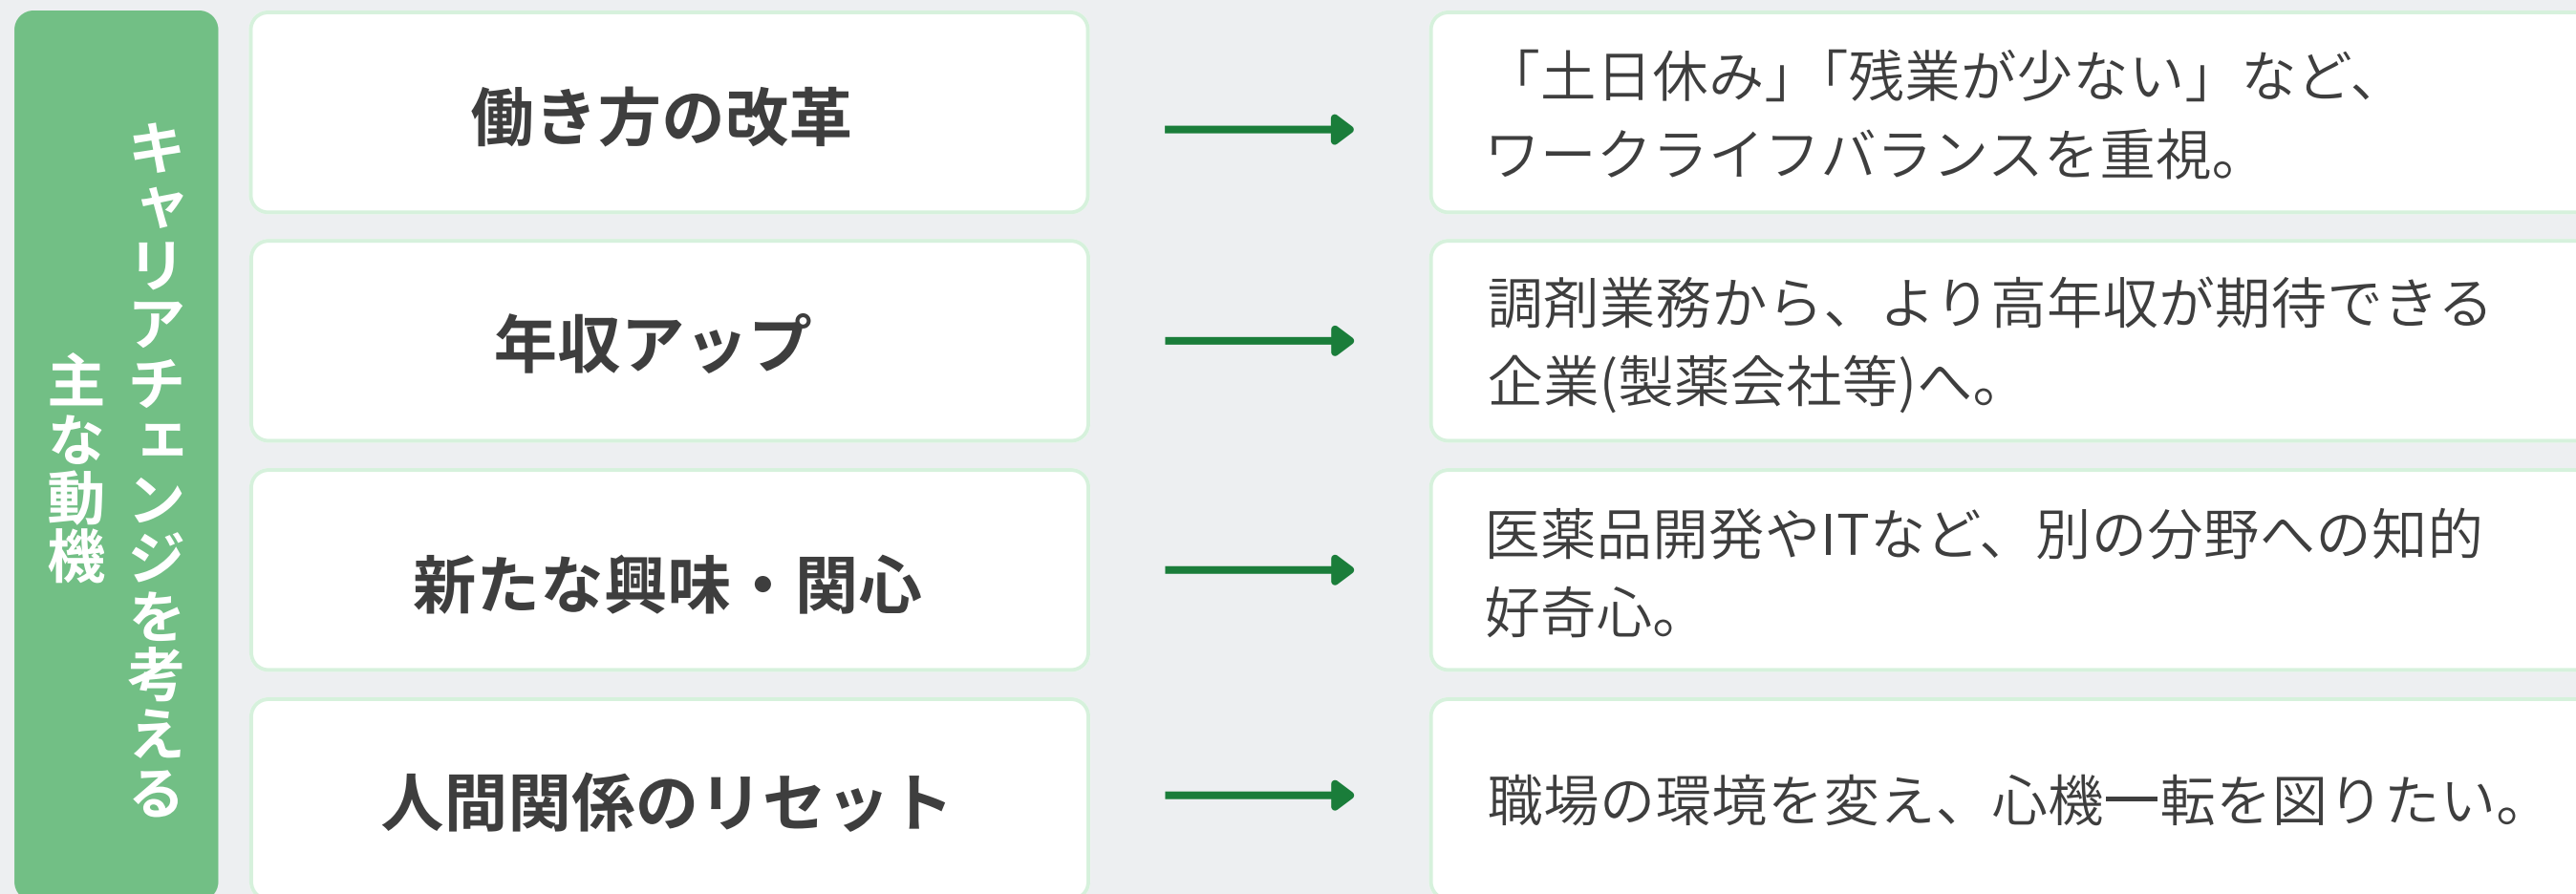 キャリアチェンジを考える
主な動機
働き方の改革
「土日休み」「残業が少ない」など、
ワークライフバランスを重視。
年収アップ
調剤業務から、より高年収が期待できる
企業(製薬会社等)へ。
新たな興味・関心
医薬品開発やITなど、別の分野への知的
好奇心。
人間関係のリセット
職場の環境を変え、心機一転を図りたい。